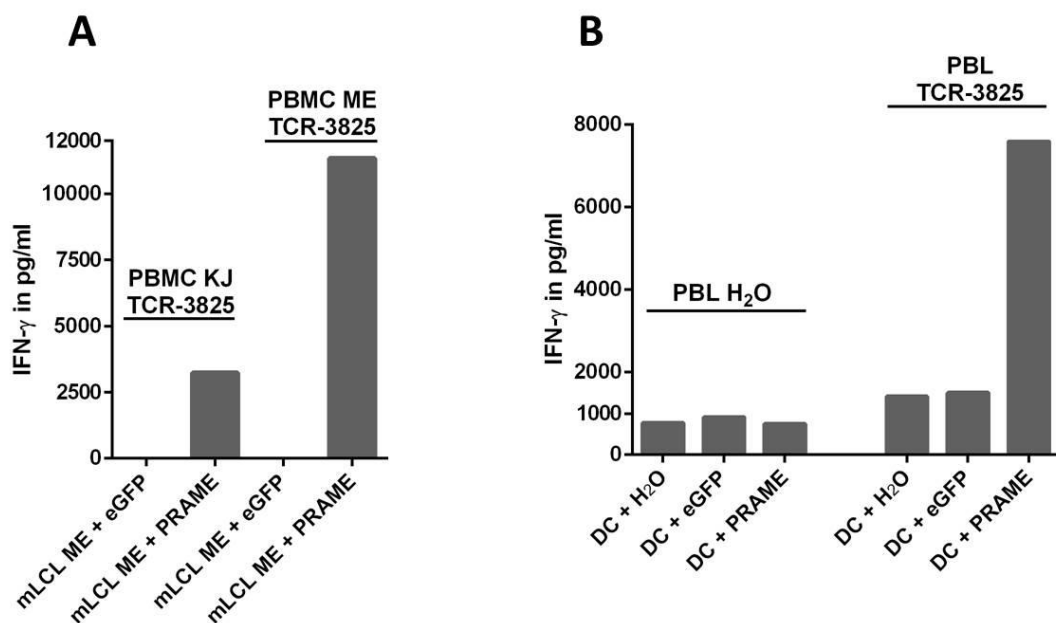 A
PBMC ME
TCR-3825
12000
10000
7500
5000
2500
0
IFN-γ in pg/ml
PBMC KJ
TCR-3825
mLCL ME + eGFP
mLCL ME + PRAME
mLCL ME + eGFP
mLCL ME + PRAME
B
PBL
TCR-3825
8000
6000
4000
2000
1000
0
IFN-γ in pg/ml
PBL H₂O
DC + H₂O
DC + eGFP
DC + PRAME
DC + H₂O
DC + eGFP
DC + PRAME